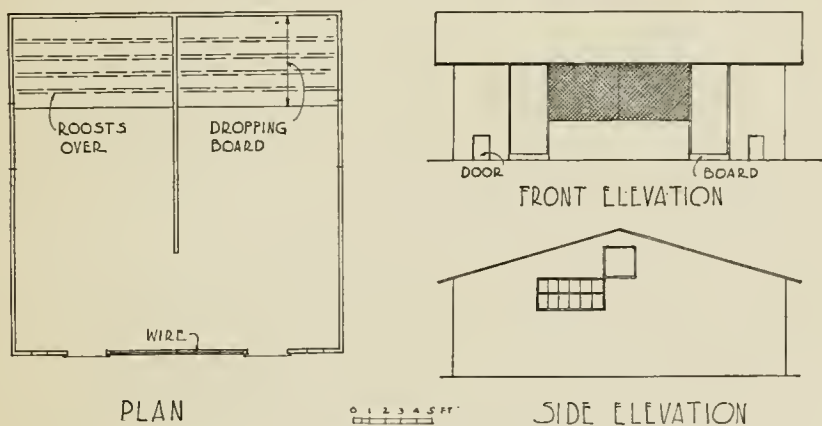 ROOSTS
OVER
DROPPING
BOARD
WIRE
PLAN
DOOR
BOARD
FRONT ELEVATION
0 1 2 3 4 5 FT
SIDE ELEVATION